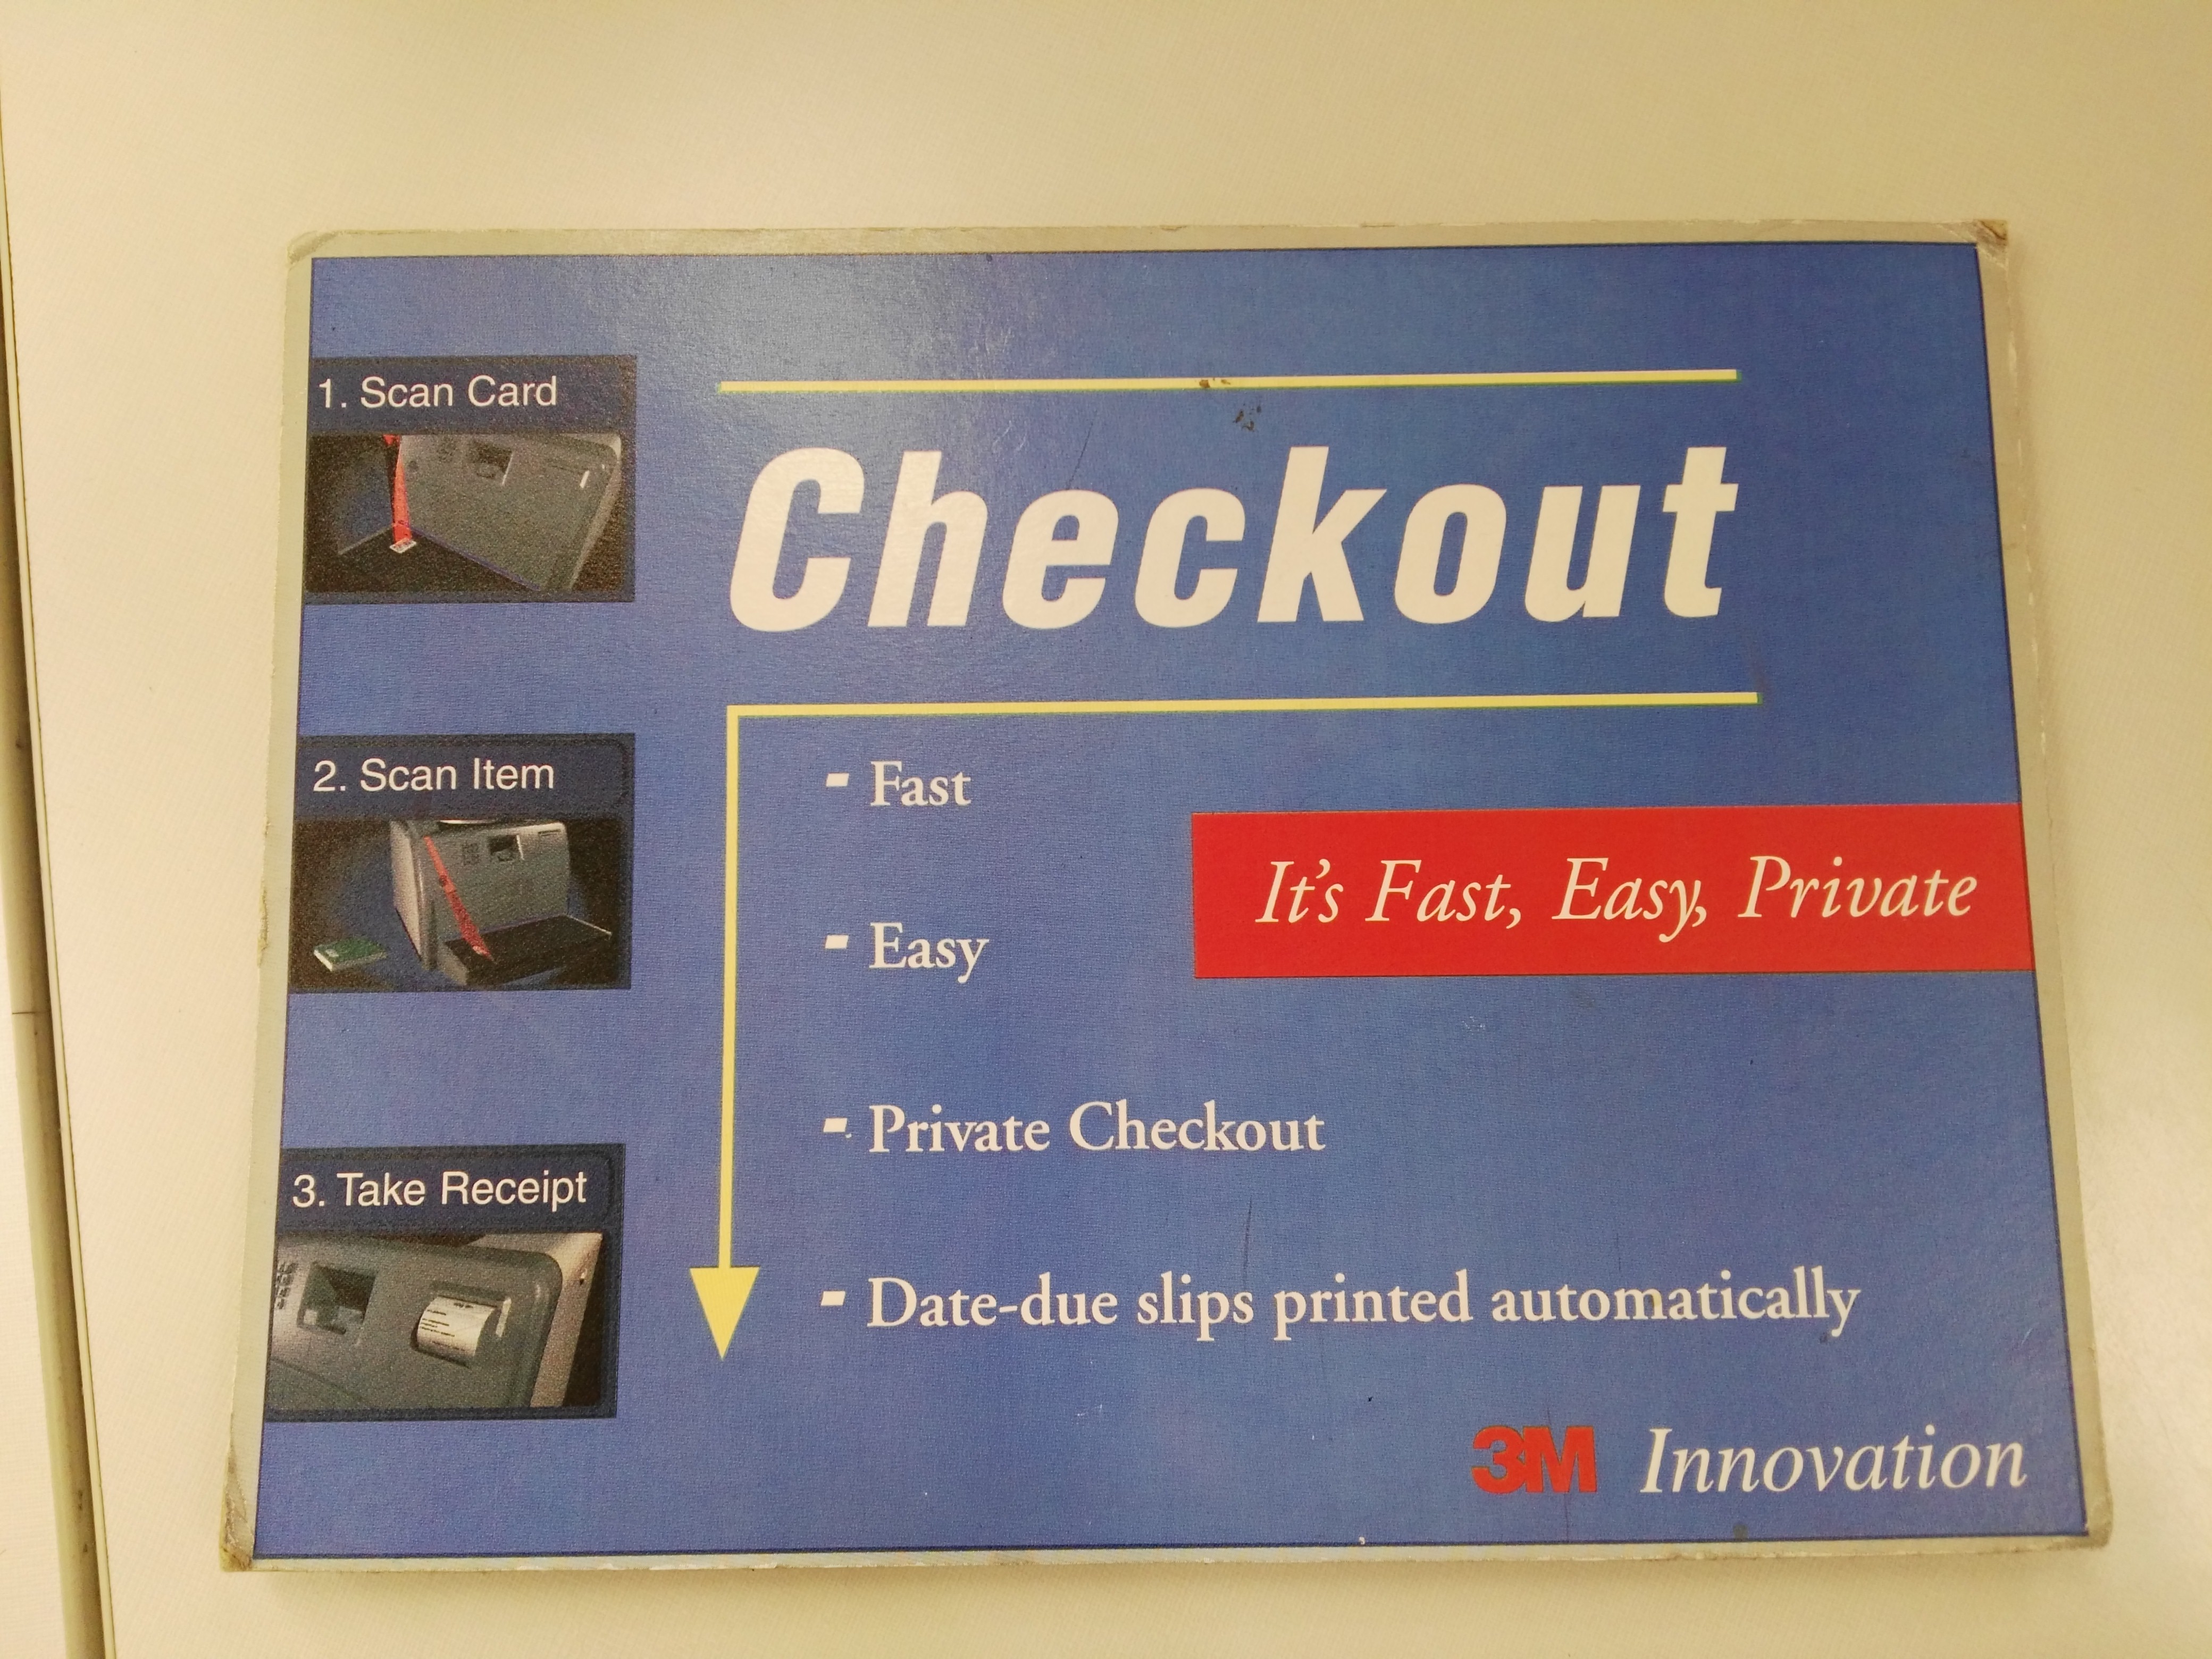 1. Scan Card
2. Scan Item
3. Take Receipt
Checkout
- Fast
- Easy
- Private Checkout
- Date-due slips printed automatically
It's Fast, Easy, Private
3M Innovation